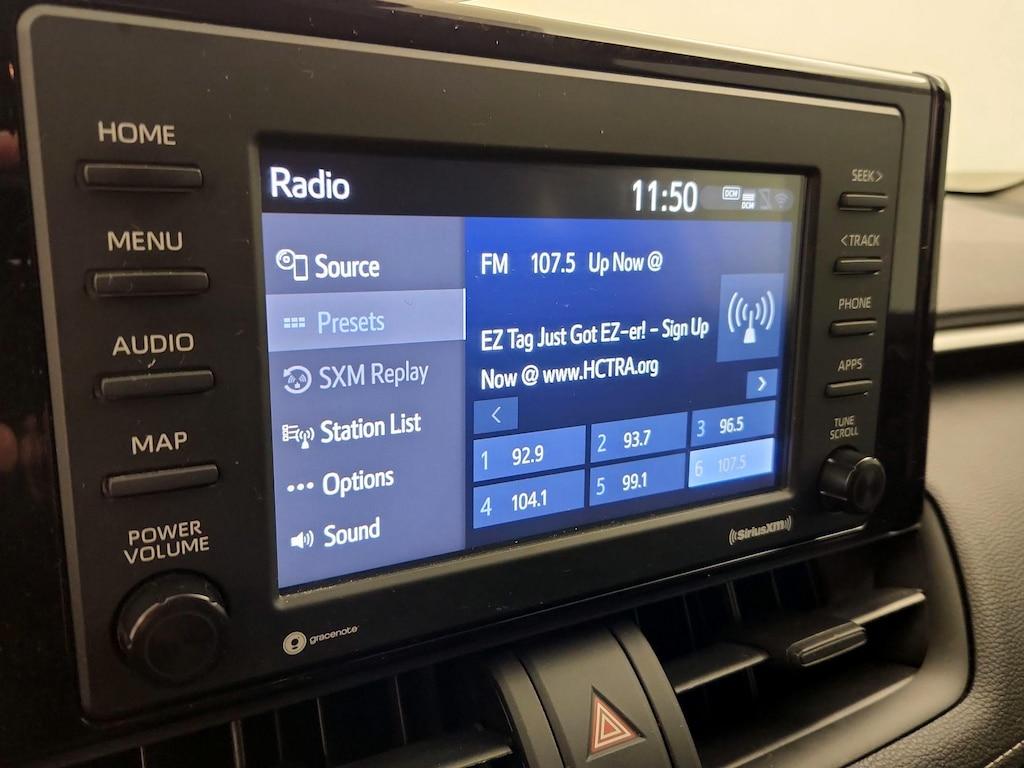 HOME
MENU
AUDIO
MAP
POWER
VOLUME
Radio
11:50
DCM
DCM
Source
Presets
SXM Replay
Station List
Options
Sound
FM 107.5 Up Now @
EZ Tag Just Got EZ-er! - Sign Up
Now @ www.HCTRA.org
<
>
1 92.9
2 93.7
3 96.5
4 104.1
5 99.1
6 107.5
SEEK >
< TRACK
PHONE
APPS
TUNE
SCROLL
gracenote
SiriusXM